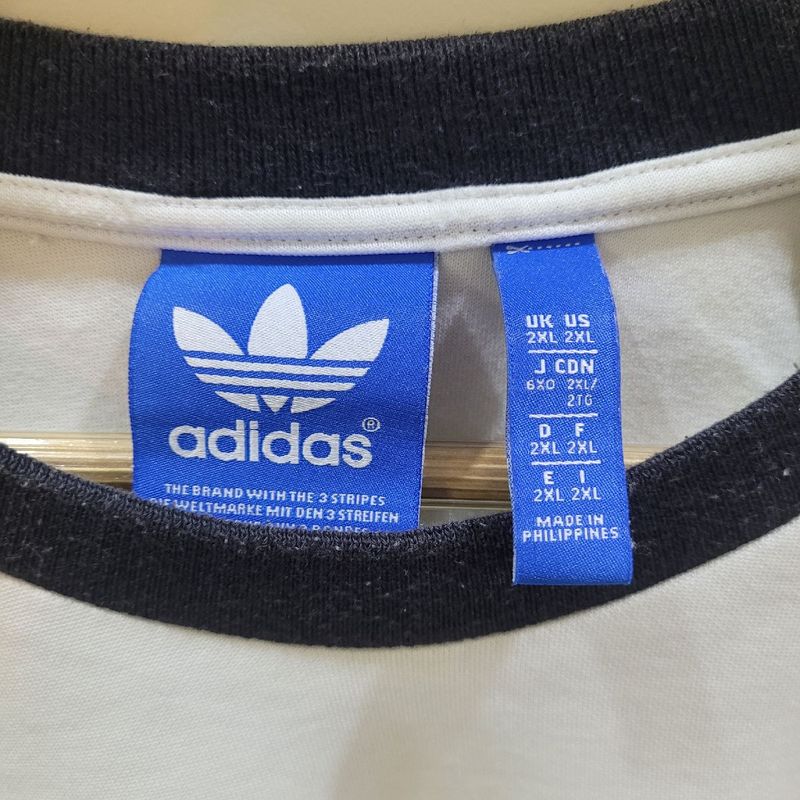 adidas®
THE BRAND WITH THE 3 STRIPES
DIE WELTMARKE MIT DEN 3 STREIFEN
UK US
2XL 2XL
J CDN
6XO 2XL/
2TG
D F
2XL 2XL
E I
2XL 2XL
MADE IN
PHILIPPINES